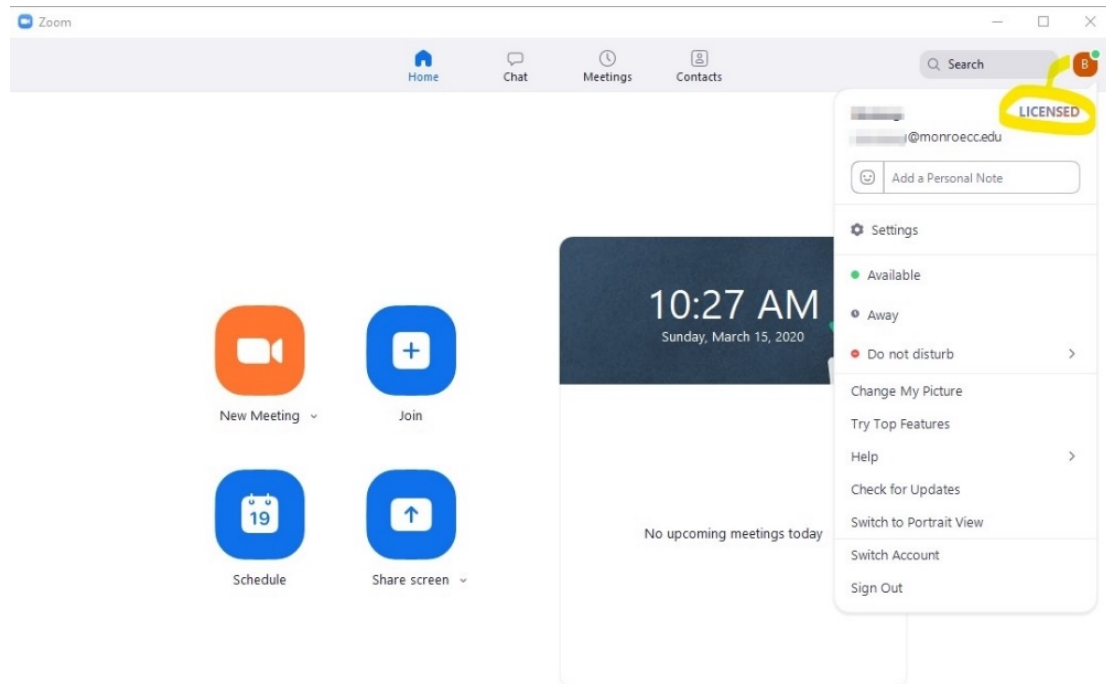 Zoom
Home
Chat
Meetings
Contacts
Search
B
LICENSED
@monroecc.edu
Add a Personal Note
Settings
Available
Away
Do not disturb
Change My Picture
Try Top Features
Help
Check for Updates
Switch to Portrait View
Switch Account
Sign Out
10:27 AM
Sunday, March 15, 2020
No upcoming meetings today
New Meeting
Join
19
Schedule
Share screen